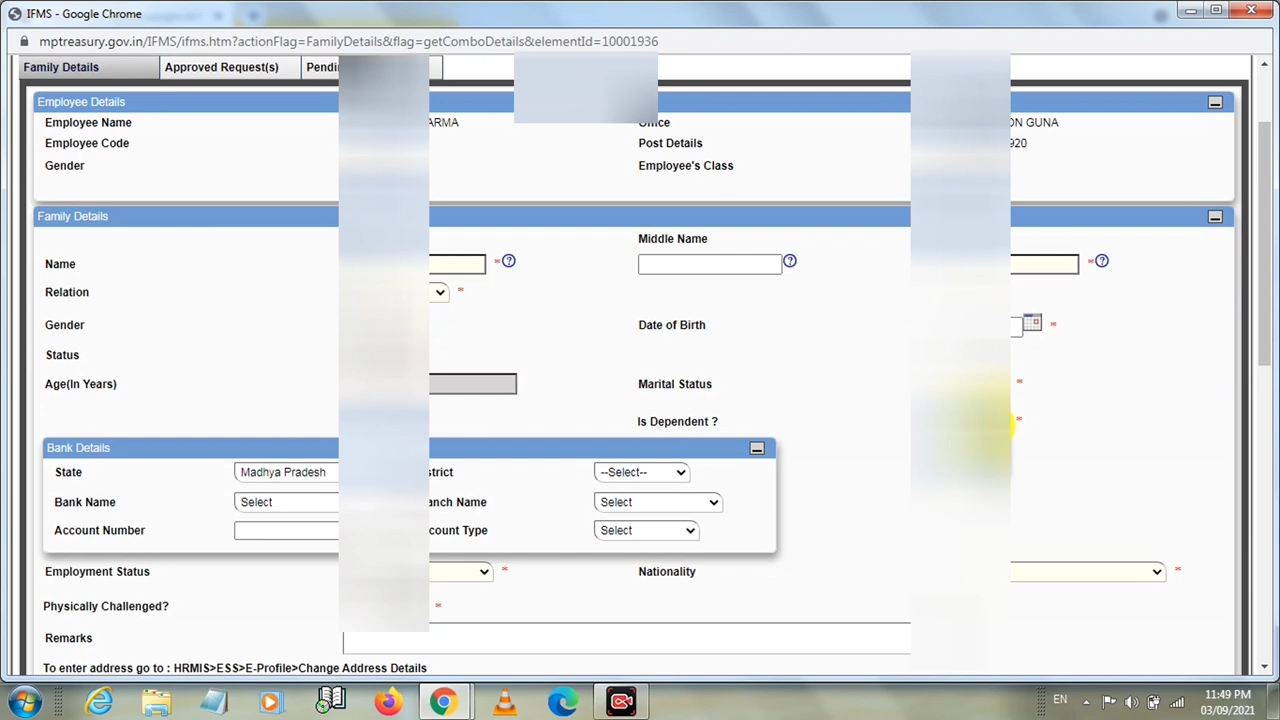 IFMS - Google Chrome
mptreasury.gov.in/IFMS/ifms.htm?actionFlag=FamilyDetails&flag=getComboDetails&elementId=10001936
Family Details Approved Request(s)
Employee Details
Employee Name ARMA Office ON GUNA
Employee Code Post Details 920
Gender Employee's Class
Family Details
Middle Name
Name * ? ? * ?
Relation *
Gender Date of Birth *
Status
Age(In Years) Marital Status *
Is Dependent ? *
Bank Details
State Madhya Pradesh --Select--
Bank Name Select Name Select
Account Number Type Select
Employment Status * Nationality *
Physically Challenged? *
Remarks
To enter address go to : HRMIS>ESS>E-Profile>Change Address Details
EN 11:49 PM
03/09/2021